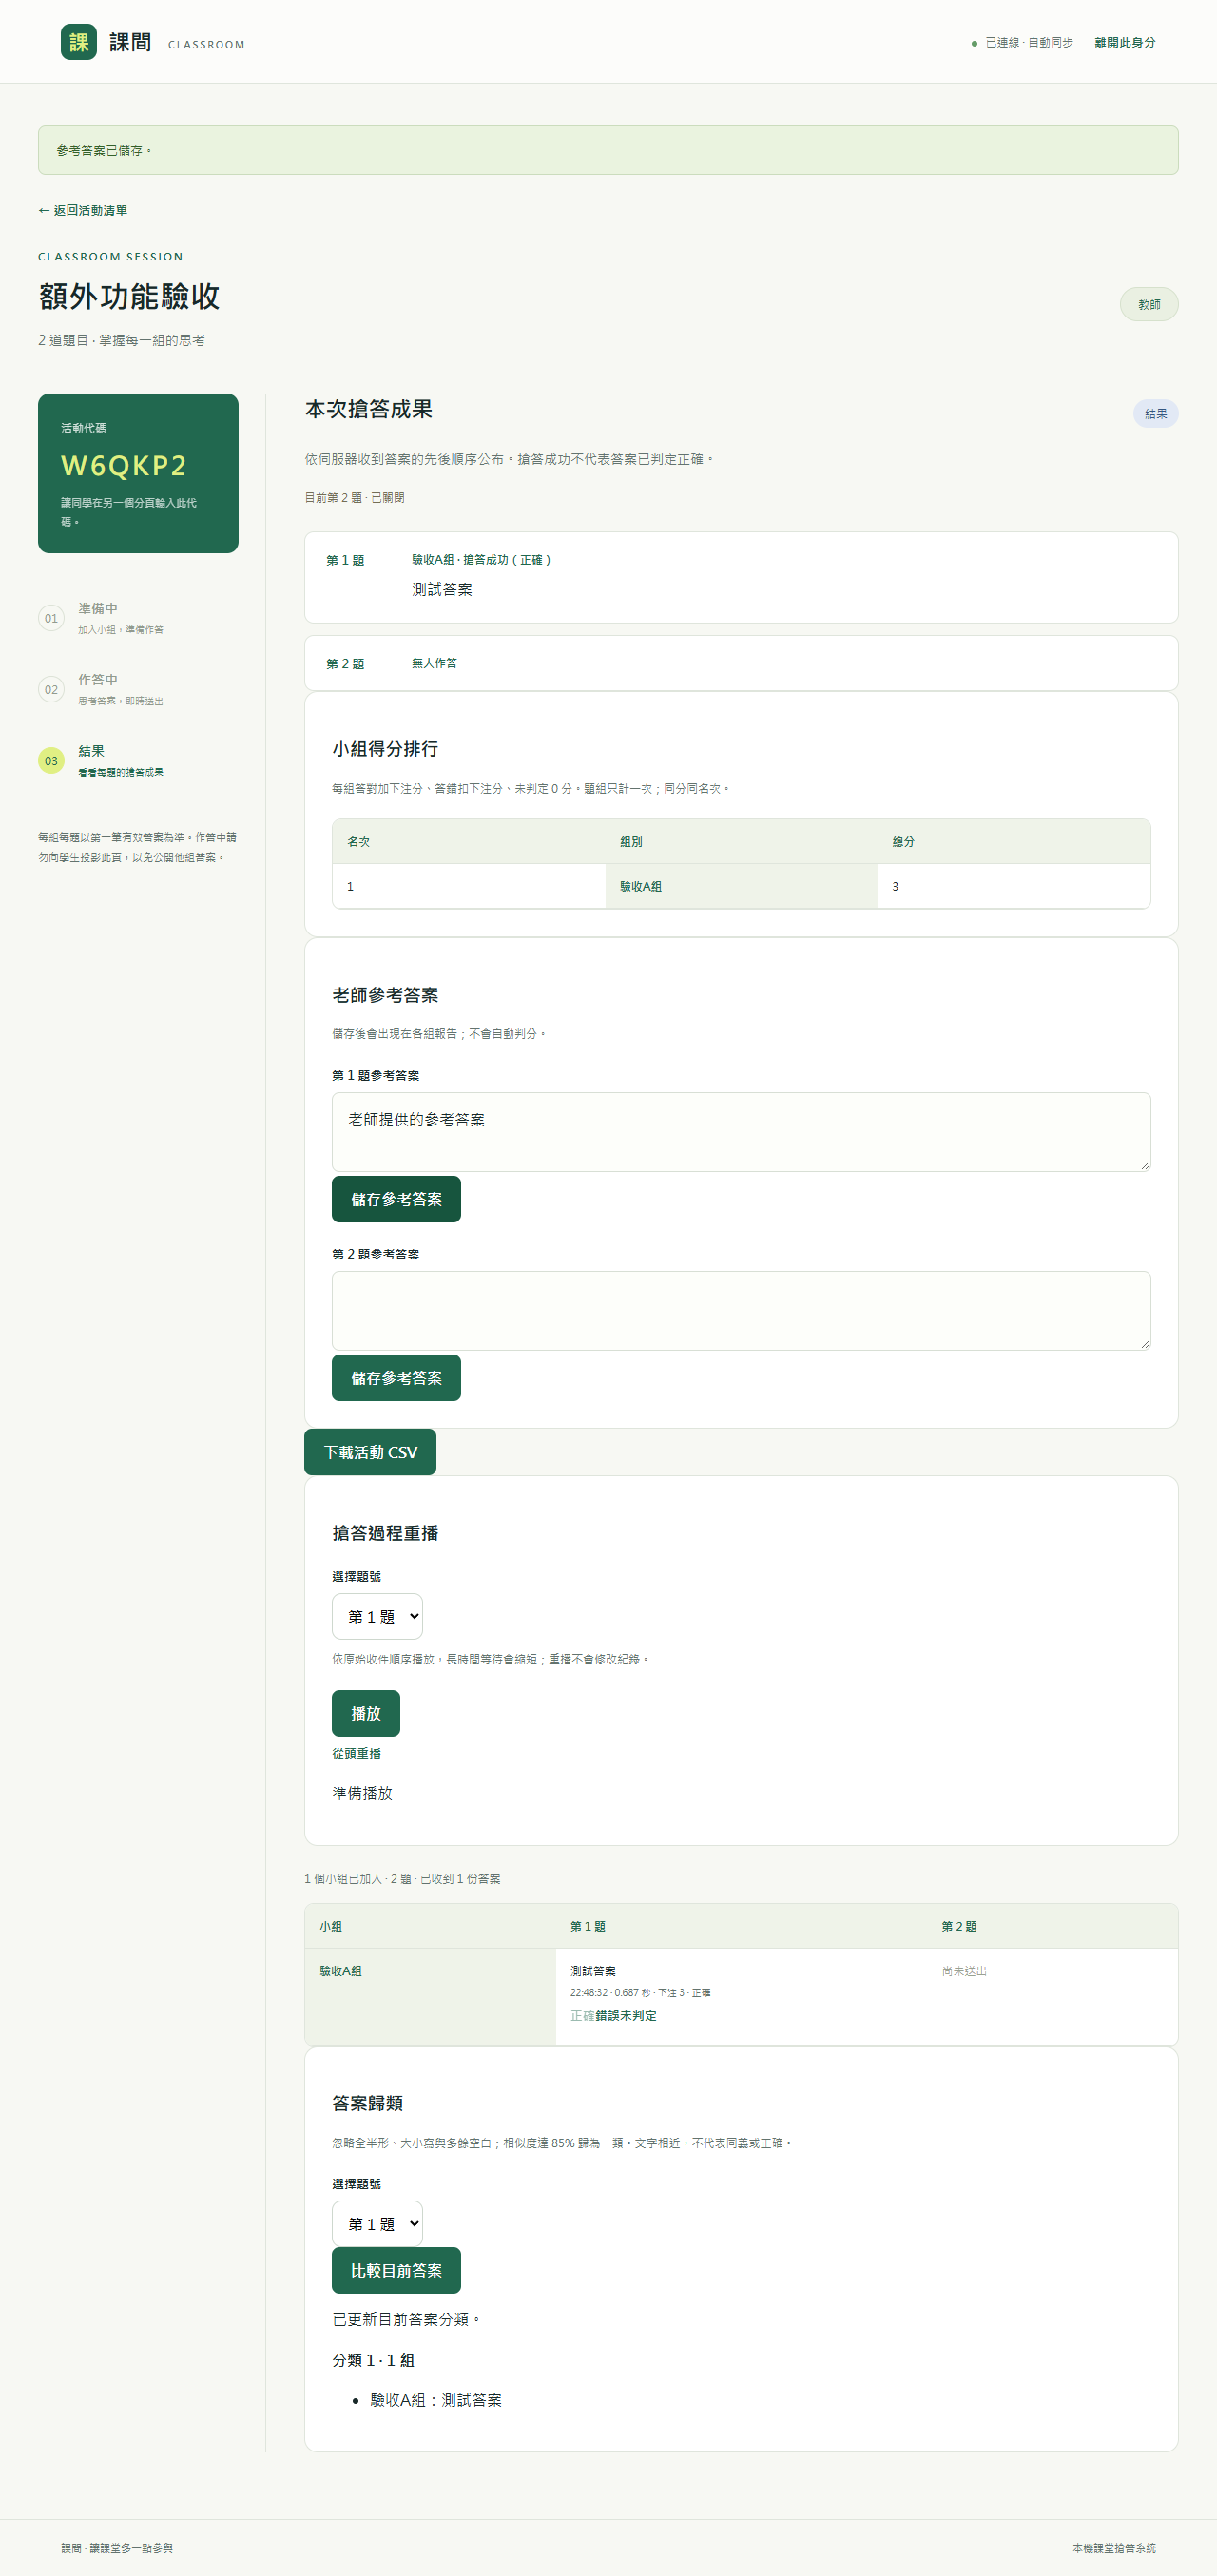 課 課間 CLASSROOM
已連線 · 自動同步 離開此身分
參考答案已儲存。
← 返回活動清單
CLASSROOM SESSION
額外功能驗收
教師
2 道題目 · 掌握每一組的思考
活動代碼
W6QKP2
讓同學在另一個分頁輸入此代
碼。
01 準備中
加入小組，準備作答
02 作答中
思考答案，即時送出
03 結果
看看每題的搶答成果
每組每題以第一筆有效答案為準。作答中請
勿向學生投影此頁，以免公開他組答案。
本次搶答成果
結果
依伺服器收到答案的先後順序公布。搶答成功不代表答案已判定正確。
目前第 2 題 · 已關閉
第 1 題 驗收A組 · 搶答成功（正確）
測試答案
第 2 題 無人作答
小組得分排行
每組答對加下注分、答錯扣下注分、未判定 0 分。題組只計一次；同分同名次。
名次 組別 總分
1 驗收A組 3
老師參考答案
儲存後會出現在各組報告；不會自動判分。
第 1 題參考答案
老師提供的參考答案
儲存參考答案
第 2 題參考答案
儲存參考答案
下載活動 CSV
搶答過程重播
選擇題號
第 1 題
依原始收件順序播放，長時間等待會縮短；重播不會修改紀錄。
播放
從頭重播
準備播放
1 個小組已加入 · 2 題 · 已收到 1 份答案
小組 第 1 題 第 2 題
驗收A組 測試答案 尚未送出
22:48:32 · 0.687 秒 · 下注 3 · 正確
正確錯誤未判定
答案歸類
忽略全半形、大小寫與多餘空白；相似度達 85% 歸為一類。文字相近，不代表同義或正確。
選擇題號
第 1 題
比較目前答案
已更新目前答案分類。
分類 1 · 1 組
• 驗收A組：測試答案
課間 · 讓課堂多一點參與
本機課堂搶答系統